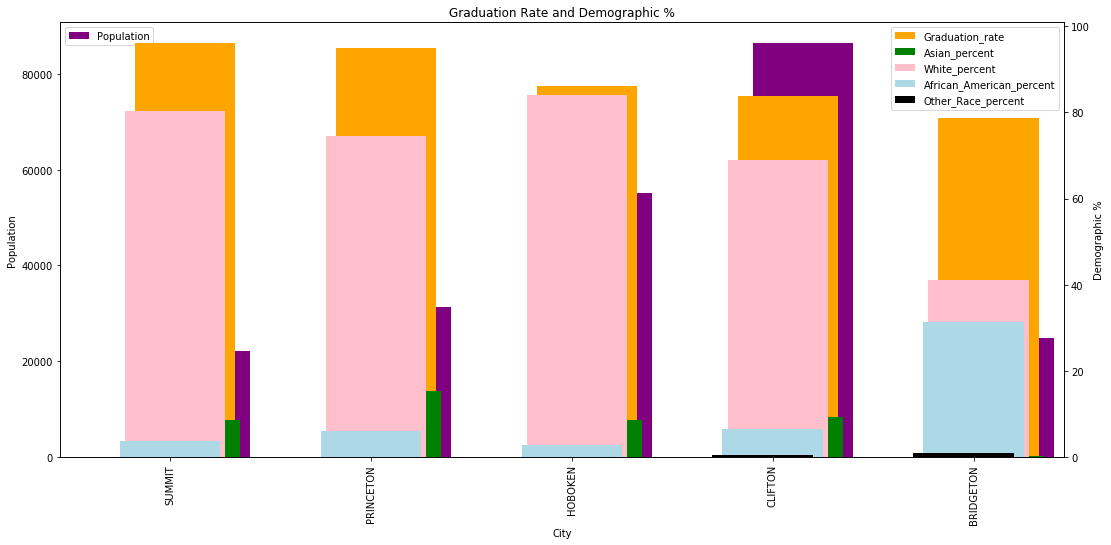 Graduation Rate and Demographic %
Population
Graduation_rate
Asian_percent
White_percent
African_American_percent
Other_Race_percent
80000
60000
40000
20000
0
Population
100
80
60
40
20
0
Demographic %
SUMMIT
PRINCETON
HOBOKEN
CLIFTON
BRIDGETON
City